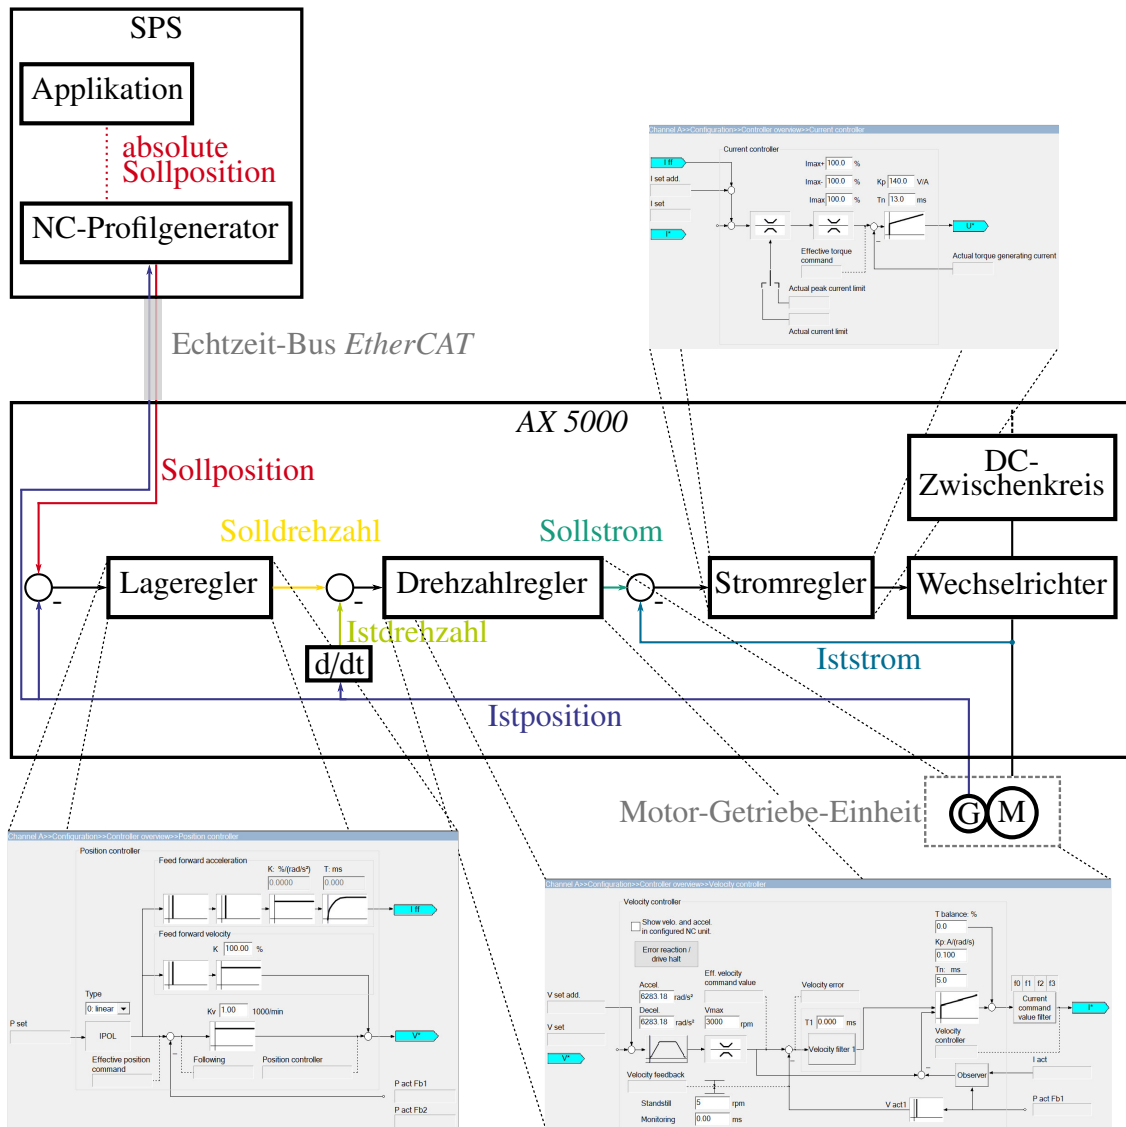 SPS
Applikation
absolute
Sollposition
NC-Profilgenerator
Echtzeit-Bus EtherCAT
Channel A>>Configuration>>Controller overview>>Current controller
Current controller
I ff
I set add.
I set
I*
Imax+ 100.0 %
Imax- 100.0 %
Imax 100.0 %
Kp 140.0 V/A
Tn 13.0 ms
U*
Effective torque
command
Actual torque generating current
Actual peak current limit
Actual current limit
AX 5000
Sollposition
DC-
Zwischenkreis
Solldrehzahl
Sollstrom
Lageregler
Drehzahlregler
Stromregler
Wechselrichter
-
-
-
Istdrehzahl
Iststrom
d/dt
Istposition
Motor-Getriebe-Einheit
G
M
Channel A>>Configuration>>Controller overview>>Position controller
Position controller
Feed forward acceleration
K: %/(rad/s²)
T: ms
0.0000
0.000
I ff
Feed forward velocity
K 100.00 %
Type
0: linear
Kv 1.00 1000/min
P set
IPOL
V*
Effective position
command
Following
Position controller
P act Fb1
P act Fb2
Channel A>>Configuration>>Controller overview>>Velocity controller
Velocity controller
Show velo. and accel.
in configured NC unit.
Error reaction /
drive halt
T balance: %
0.0
Kp: A/(rad/s)
0.100
Tn: ms
5.0
f0 f1 f2 f3
Accel.
6283.18 rad/s²
Decel.
6283.18 rad/s²
Eff. velocity
command value
Vmax
3000 rpm
Velocity error
T1 0.000 ms
Velocity filter 1
Current
command
value filter
I*
V set add.
V set
V*
Velocity
controller
Velocity feedback
Observer
I act
Standstill 5 rpm
Monitoring 0.00 ms
V act1
P act Fb1